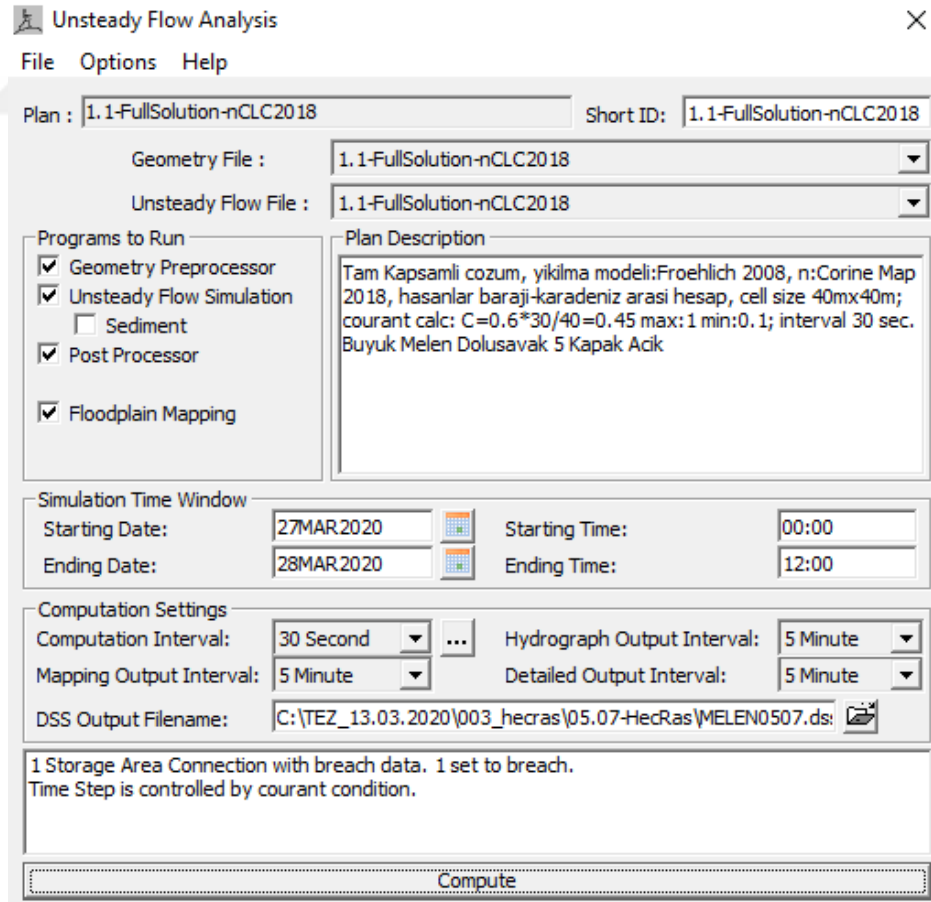 Unsteady Flow Analysis
File Options Help
Plan : 1.1-FullSolution-nCLC2018 Short ID: 1.1-FullSolution-nCLC2018
Geometry File : 1.1-FullSolution-nCLC2018
Unsteady Flow File : 1.1-FullSolution-nCLC2018
Programs to Run
Geometry Preprocessor
Unsteady Flow Simulation
Sediment
Post Processor
Floodplain Mapping
Plan Description
Tam Kapsamli cozum, yikilma modeli:Froehlich 2008, n:Corine Map
2018, hasanlar baraji-karadeniz arasi hesap, cell size 40mx40m;
courant calc: C=0.6*30/40=0.45 max:1 min:0.1; interval 30 sec.
Buyuk Melen Dolusavak 5 Kapak Acik
Simulation Time Window
Starting Date: 27MAR2020 Starting Time: 00:00
Ending Date: 28MAR2020 Ending Time: 12:00
Computation Settings
Computation Interval: 30 Second ... Hydrograph Output Interval: 5 Minute
Mapping Output Interval: 5 Minute Detailed Output Interval: 5 Minute
DSS Output Filename: C:\TEZ_13.03.2020\003_hecras\05.07-HecRas\MELEN0507.ds
1 Storage Area Connection with breach data. 1 set to breach.
Time Step is controlled by courant condition.
Compute